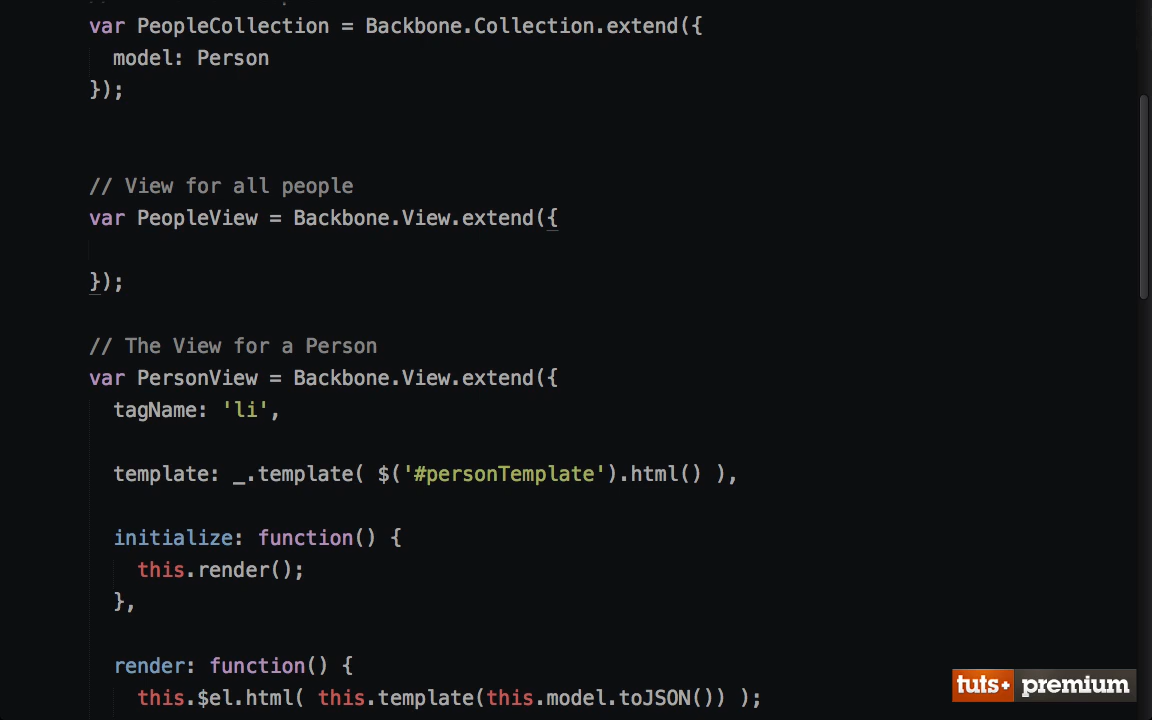 var PeopleCollection = Backbone.Collection.extend({
  model: Person
});
// View for all people
var PeopleView = Backbone.View.extend({
});
// The View for a Person
var PersonView = Backbone.View.extend({
  tagName: 'li',
  template: _.template( $('#personTemplate').html() ),
  initialize: function() {
    this.render();
  },
  render: function() {
    this.$el.html( this.template(this.model.toJSON()) );
tuts+ premium